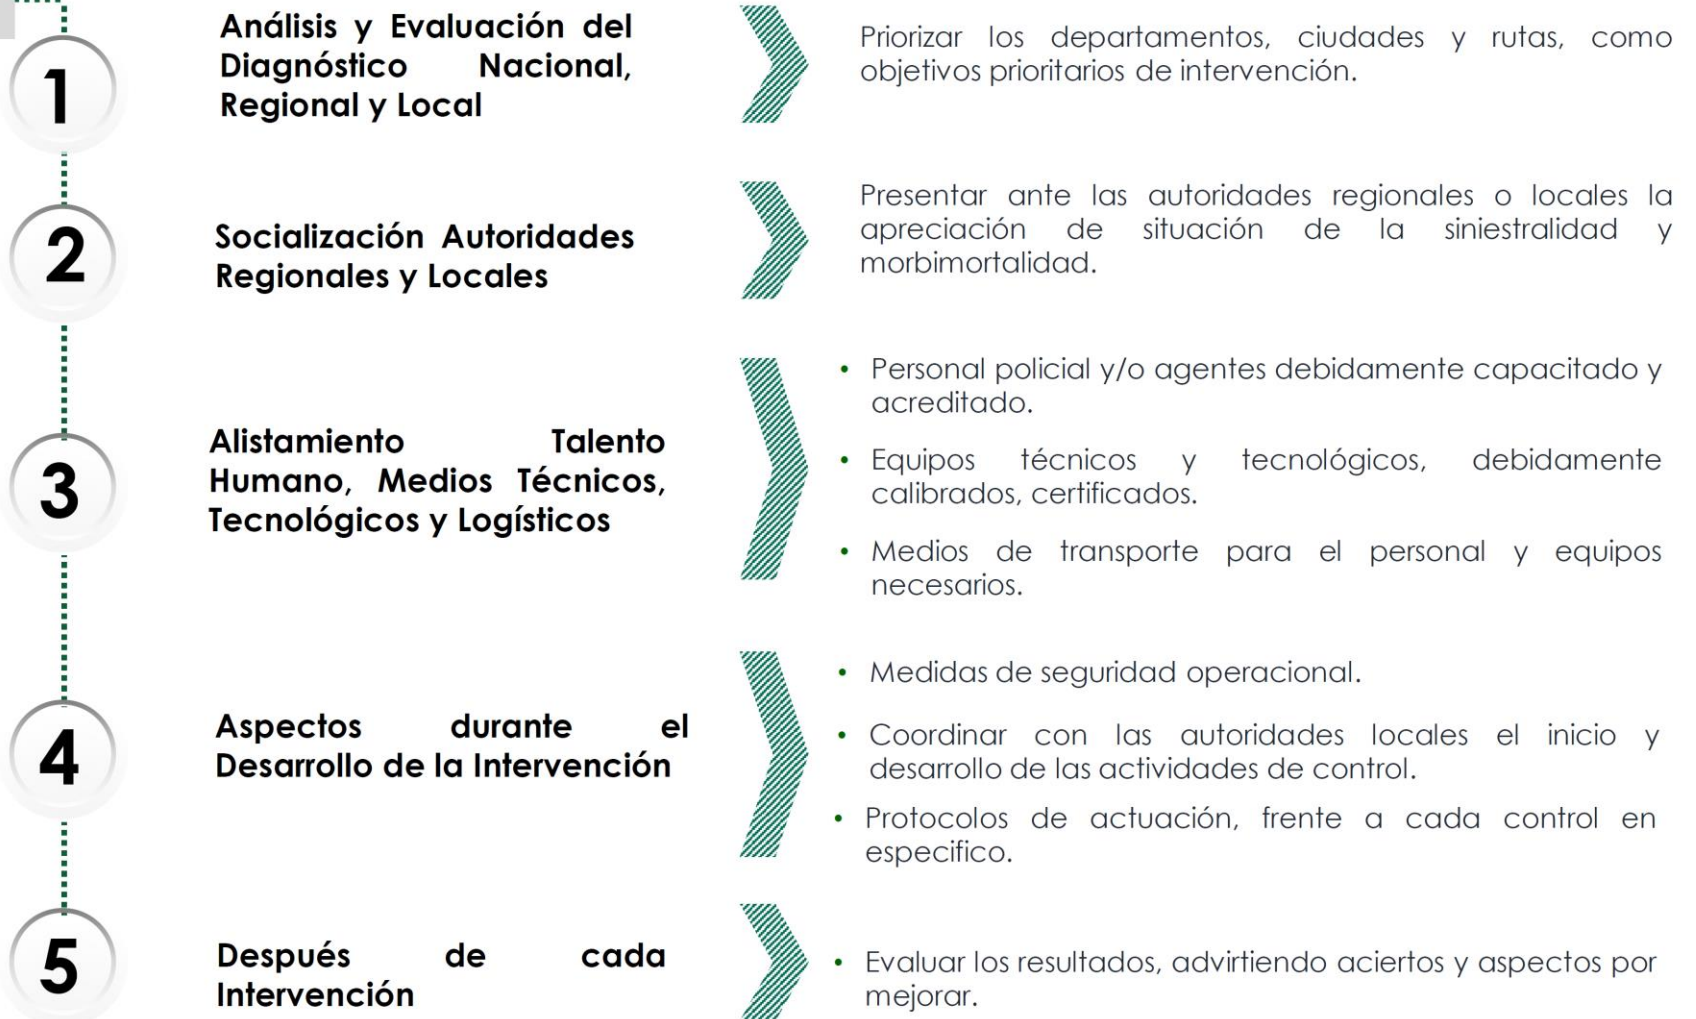 1
Análisis y Evaluación del
Diagnóstico Nacional,
Regional y Local
Priorizar los departamentos, ciudades y rutas, como
objetivos prioritarios de intervención.
2
Socialización Autoridades
Regionales y Locales
Presentar ante las autoridades regionales o locales la
apreciación de situación de la siniestralidad y
morbimortalidad.
3
Alistamiento Talento
Humano, Medios Técnicos,
Tecnológicos y Logísticos
• Personal policial y/o agentes debidamente capacitado y
acreditado.
• Equipos técnicos y tecnológicos, debidamente
calibrados, certificados.
• Medios de transporte para el personal y equipos
necesarios.
4
Aspectos durante el
Desarrollo de la Intervención
• Medidas de seguridad operacional.
• Coordinar con las autoridades locales el inicio y
desarrollo de las actividades de control.
• Protocolos de actuación, frente a cada control en
especifico.
5
Después de cada
Intervención
• Evaluar los resultados, advirtiendo aciertos y aspectos por
mejorar.